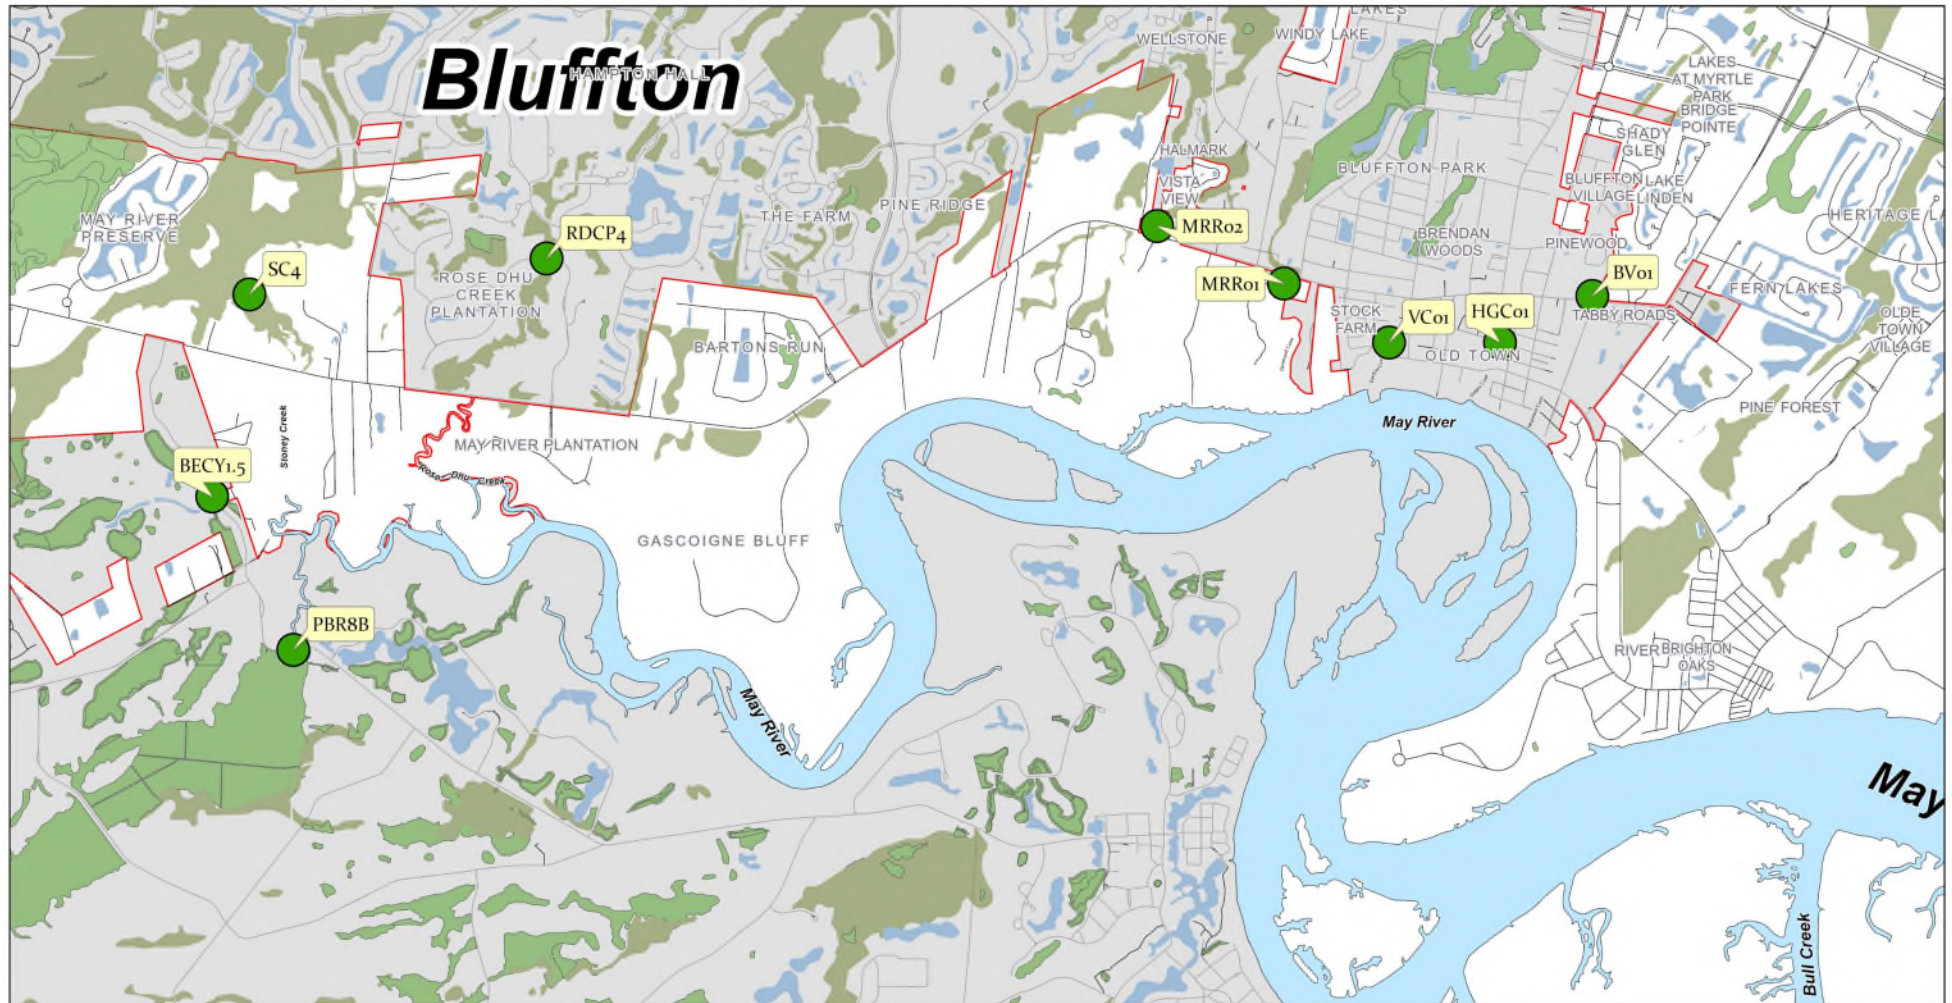 LAKES
WELLSTONE
WINDY LAKE
Bluffton
HAMPTON HALL
LAKES
AT MYRTLE
PARK
BRIDGE
POINTE
SHADY
GLEN
HALMARK
BLUFFTON PARK
VISTA
VIEW
BLUFFTON
VILLAGE
LAKE
LINDEN
MAY RIVER
PRESERVE
THE FARM
PINE RIDGE
HERITAGE LA
RDCP4
MRR02
BRENDAN
WOODS
PINEWOOD
SC4
ROSE DHU
CREEK
PLANTATION
MRR01
BV01
FERN LAKES
STOCK
FARM
VC01
HGC01
TABBY ROADS
OLDE
TOWN
VILLAGE
BARTONS RUN
OLD TOWN
PINE FOREST
May River
Stoney Creek
MAY RIVER PLANTATION
BECY1.5
Rose Dhu Creek
GASCOIGNE BLUFF
PBR8B
RIVER
BRIGHTON
OAKS
May River
May
Bull Creek